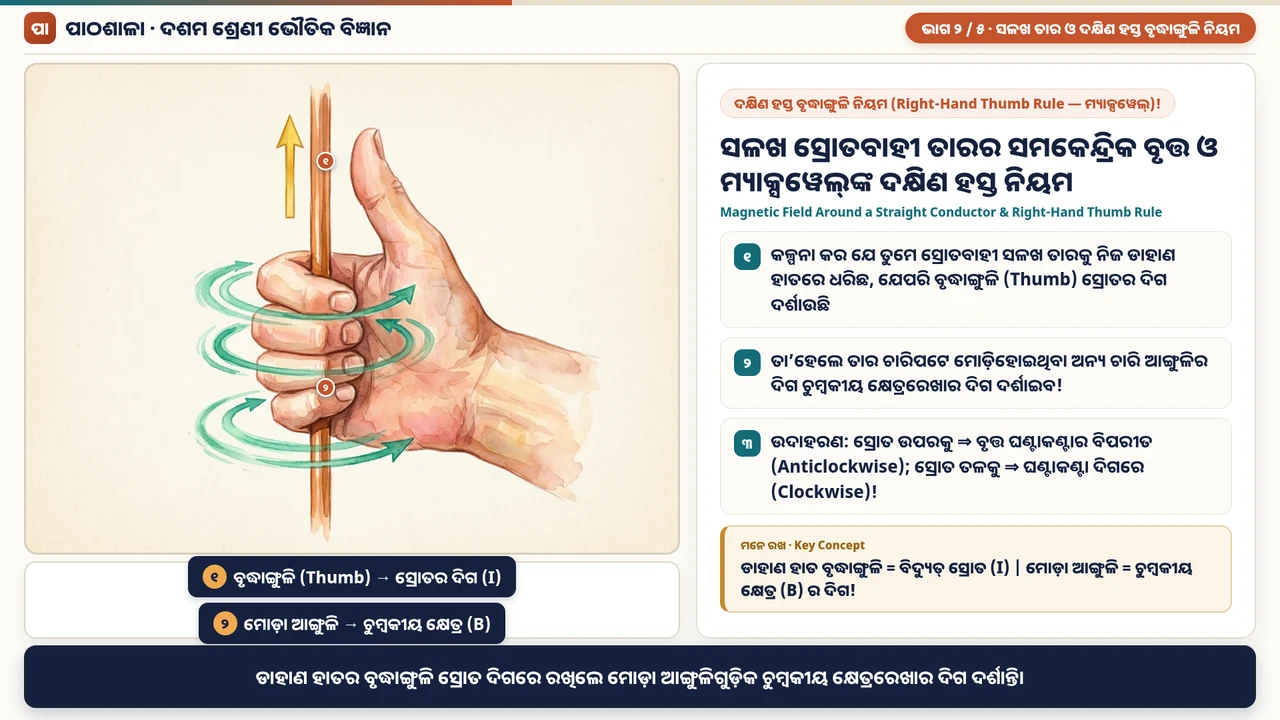 ପା
ପାଠଶାଳା · ଦଶମ ଶ୍ରେଣୀ ଭୌତିକ ବିଜ୍ଞାନ
ଭାଗ ୨ / ୫ · ସଳଖ ତାର ଓ ଦକ୍ଷିଣ ହସ୍ତ ବୃଦ୍ଧାଙ୍ଗୁଳି ନିୟମ
୧
୨
୧ ବୃଦ୍ଧାଙ୍ଗୁଳି (Thumb) → ସ୍ରୋତର ଦିଗ (I)
୨ ମୋଡ଼ା ଆଙ୍ଗୁଳି → ଚୁମ୍ବକୀୟ କ୍ଷେତ୍ର (B)
ଦକ୍ଷିଣ ହସ୍ତ ବୃଦ୍ଧାଙ୍ଗୁଳି ନିୟମ (Right-Hand Thumb Rule — ମ୍ୟାକ୍ସୱେଲ୍)!
ସଳଖ ସ୍ରୋତବାହୀ ତାରର ସମକେନ୍ଦ୍ରିକ ବୃତ୍ତ ଓ
ମ୍ୟାକ୍ସୱେଲ୍‌ଙ୍କ ଦକ୍ଷିଣ ହସ୍ତ ନିୟମ
Magnetic Field Around a Straight Conductor & Right-Hand Thumb Rule
୧ କଳ୍ପନା କର ଯେ ତୁମେ ସ୍ରୋତବାହୀ ସଳଖ ତାରକୁ ନିଜ ଡାହାଣ
ହାତରେ ଧରିଛ, ଯେପରି ବୃଦ୍ଧାଙ୍ଗୁଳି (Thumb) ସ୍ରୋତର ଦିଗ
ଦର୍ଶାଉଛି
୨ ତା’ହେଲେ ତାର ଚାରିପଟେ ମୋଡ଼ିହୋଇଥିବା ଅନ୍ୟ ଚାରି ଆଙ୍ଗୁଳିର
ଦିଗ ଚୁମ୍ବକୀୟ କ୍ଷେତ୍ରରେଖାର ଦିଗ ଦର୍ଶାଇବ!
୩ ଉଦାହରଣ: ସ୍ରୋତ ଉପରକୁ ⇒ ବୃତ୍ତ ଘଣ୍ଟାକଣ୍ଟାର ବିପରୀତ
(Anticlockwise); ସ୍ରୋତ ତଳକୁ ⇒ ଘଣ୍ଟାକଣ୍ଟା ଦିଗରେ
(Clockwise)!
ମନେ ରଖ · Key Concept
ଡାହାଣ ହାତ ବୃଦ୍ଧାଙ୍ଗୁଳି = ବିଦ୍ୟୁତ୍ ସ୍ରୋତ (I) | ମୋଡ଼ା ଆଙ୍ଗୁଳି = ଚୁମ୍ବକୀୟ
କ୍ଷେତ୍ର (B) ର ଦିଗ!
ଡାହାଣ ହାତର ବୃଦ୍ଧାଙ୍ଗୁଳି ସ୍ରୋତ ଦିଗରେ ରଖିଲେ ମୋଡ଼ା ଆଙ୍ଗୁଳିଗୁଡ଼ିକ ଚୁମ୍ବକୀୟ କ୍ଷେତ୍ରରେଖାର ଦିଗ ଦର୍ଶାନ୍ତି।